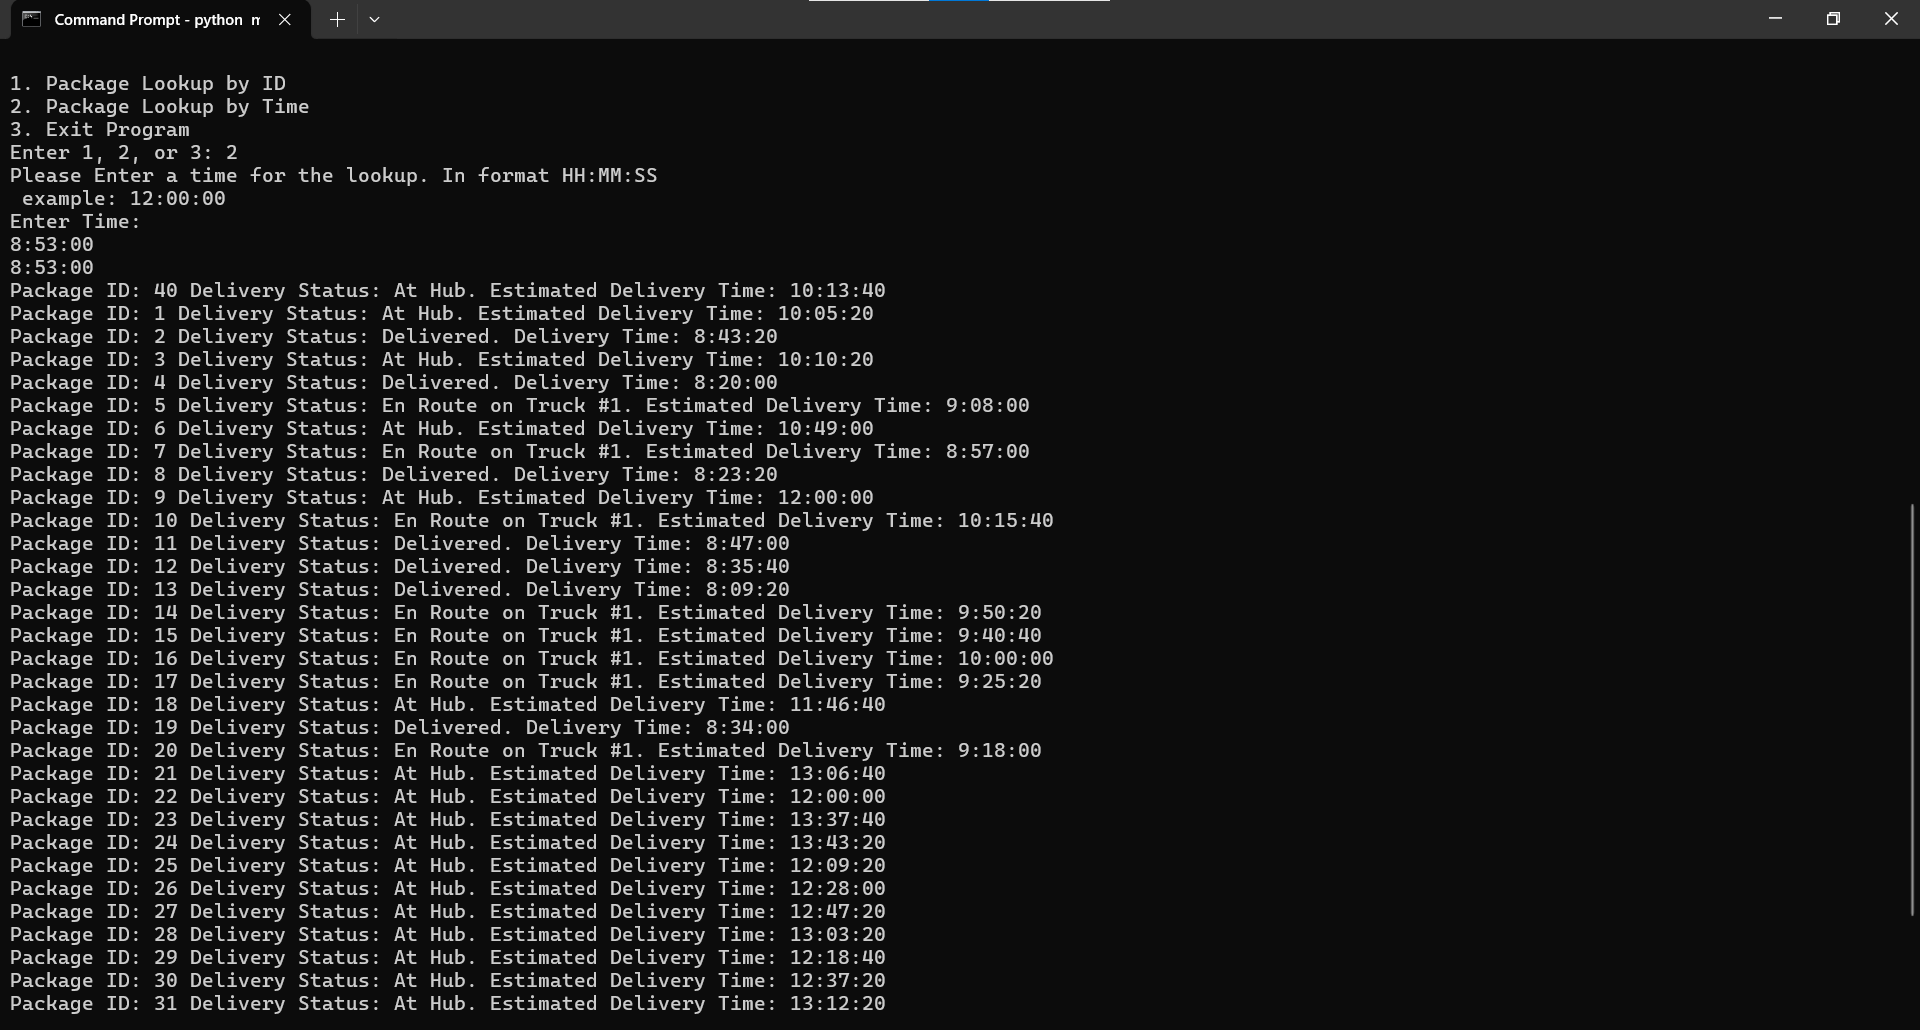 Command Prompt - python  m
1. Package Lookup by ID
2. Package Lookup by Time
3. Exit Program
Enter 1, 2, or 3: 2
Please Enter a time for the lookup. In format HH:MM:SS
 example: 12:00:00
Enter Time:
8:53:00
8:53:00
Package ID: 40 Delivery Status: At Hub. Estimated Delivery Time: 10:13:40
Package ID: 1 Delivery Status: At Hub. Estimated Delivery Time: 10:05:20
Package ID: 2 Delivery Status: Delivered. Delivery Time: 8:43:20
Package ID: 3 Delivery Status: At Hub. Estimated Delivery Time: 10:10:20
Package ID: 4 Delivery Status: Delivered. Delivery Time: 8:20:00
Package ID: 5 Delivery Status: En Route on Truck #1. Estimated Delivery Time: 9:08:00
Package ID: 6 Delivery Status: At Hub. Estimated Delivery Time: 10:49:00
Package ID: 7 Delivery Status: En Route on Truck #1. Estimated Delivery Time: 8:57:00
Package ID: 8 Delivery Status: Delivered. Delivery Time: 8:23:20
Package ID: 9 Delivery Status: At Hub. Estimated Delivery Time: 12:00:00
Package ID: 10 Delivery Status: En Route on Truck #1. Estimated Delivery Time: 10:15:40
Package ID: 11 Delivery Status: Delivered. Delivery Time: 8:47:00
Package ID: 12 Delivery Status: Delivered. Delivery Time: 8:35:40
Package ID: 13 Delivery Status: Delivered. Delivery Time: 8:09:20
Package ID: 14 Delivery Status: En Route on Truck #1. Estimated Delivery Time: 9:50:20
Package ID: 15 Delivery Status: En Route on Truck #1. Estimated Delivery Time: 9:40:40
Package ID: 16 Delivery Status: En Route on Truck #1. Estimated Delivery Time: 10:00:00
Package ID: 17 Delivery Status: En Route on Truck #1. Estimated Delivery Time: 9:25:20
Package ID: 18 Delivery Status: At Hub. Estimated Delivery Time: 11:46:40
Package ID: 19 Delivery Status: Delivered. Delivery Time: 8:34:00
Package ID: 20 Delivery Status: En Route on Truck #1. Estimated Delivery Time: 9:18:00
Package ID: 21 Delivery Status: At Hub. Estimated Delivery Time: 13:06:40
Package ID: 22 Delivery Status: At Hub. Estimated Delivery Time: 12:00:00
Package ID: 23 Delivery Status: At Hub. Estimated Delivery Time: 13:37:40
Package ID: 24 Delivery Status: At Hub. Estimated Delivery Time: 13:43:20
Package ID: 25 Delivery Status: At Hub. Estimated Delivery Time: 12:09:20
Package ID: 26 Delivery Status: At Hub. Estimated Delivery Time: 12:28:00
Package ID: 27 Delivery Status: At Hub. Estimated Delivery Time: 12:47:20
Package ID: 28 Delivery Status: At Hub. Estimated Delivery Time: 13:03:20
Package ID: 29 Delivery Status: At Hub. Estimated Delivery Time: 12:18:40
Package ID: 30 Delivery Status: At Hub. Estimated Delivery Time: 12:37:20
Package ID: 31 Delivery Status: At Hub. Estimated Delivery Time: 13:12:20